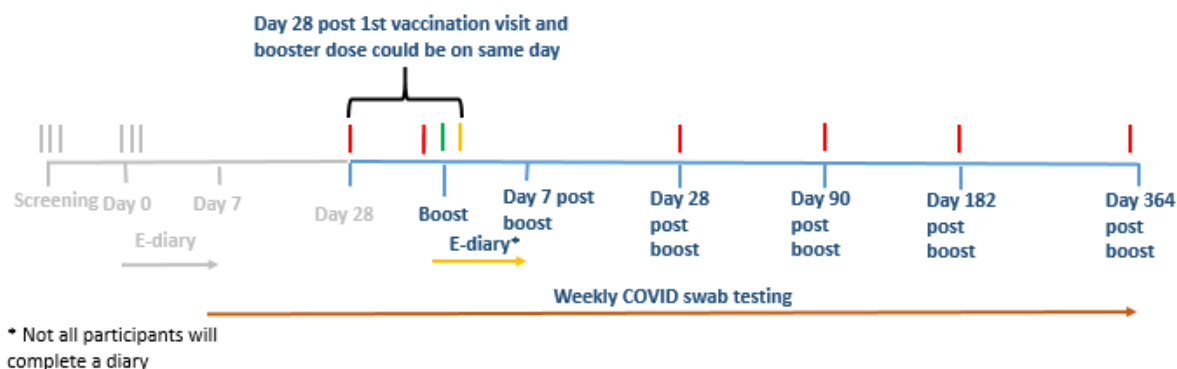 Day 28 post 1st vaccination visit and
booster dose could be on same day
Screening Day 0
Day 7
Day 28
Boost
Day 7 post
boost
Day 28
post
boost
Day 90
post
boost
Day 182
post
boost
Day 364
post
boost
E-diary
E-diary*
Weekly COVID swab testing
* Not all participants will
complete a diary